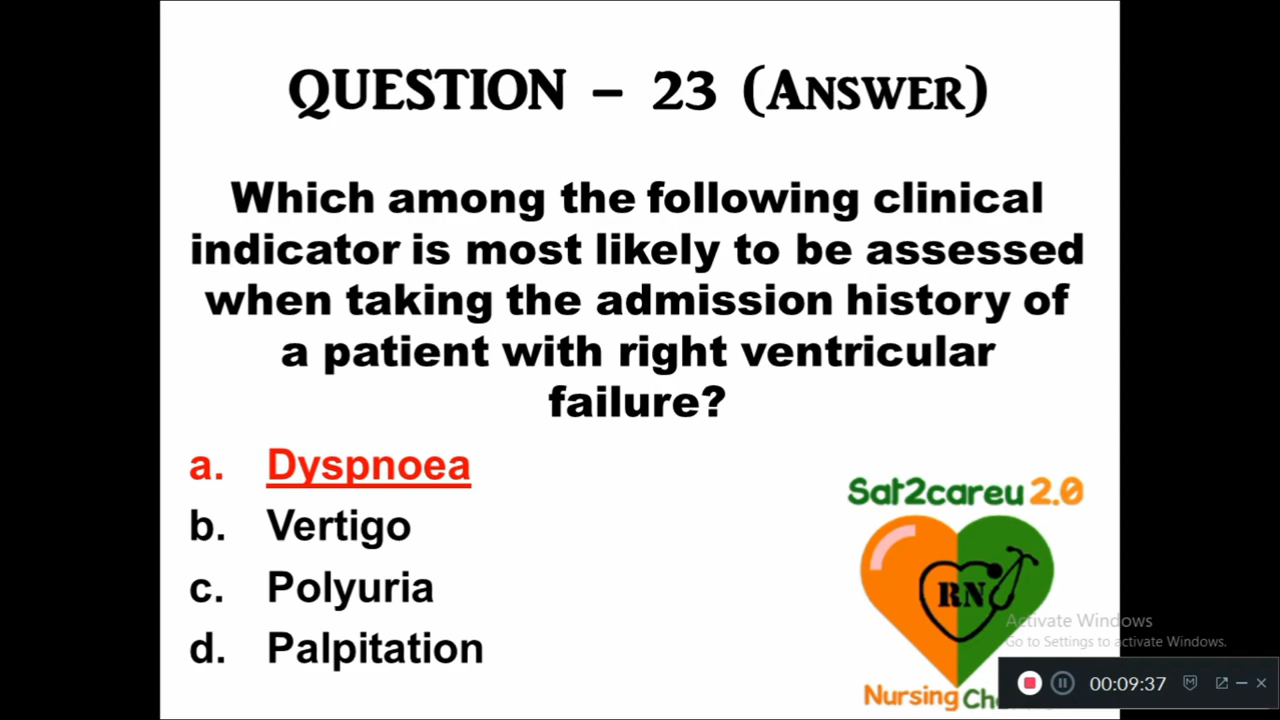 QUESTION – 23 (ANSWER)
Which among the following clinical
indicator is most likely to be assessed
when taking the admission history of
a patient with right ventricular
failure?
a. Dyspnoea
b. Vertigo
c. Polyuria
d. Palpitation
Sat2careu 2.0
RN
Nursing
Activate Windows
Go to Settings to activate Windows.
00:09:37